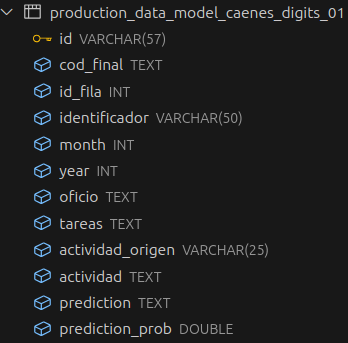 production_data_model_caenes_digits_01
id VARCHAR(57)
cod_final TEXT
id_fila INT
identificador VARCHAR(50)
month INT
year INT
oficio TEXT
tareas TEXT
actividad_origen VARCHAR(25)
actividad TEXT
prediction TEXT
prediction_prob DOUBLE